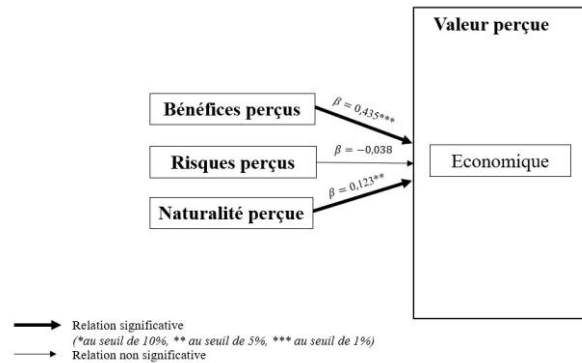 Valeur perçue
Bénéfices perçus
β = 0,435***
Risques perçus
β = −0,038
Economique
Naturalité perçue
β = 0,123**
Relation significative
(*au seuil de 10%, ** au seuil de 5%, *** au seuil de 1%)
Relation non significative